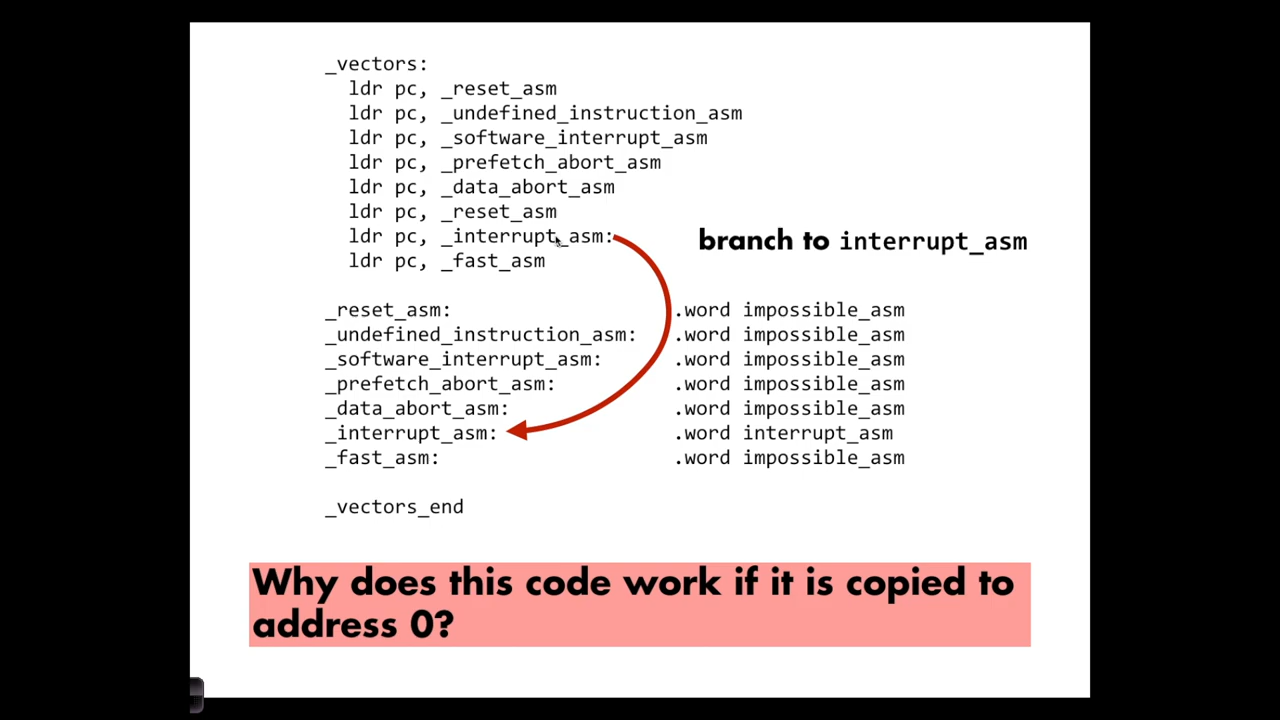 _vectors:
ldr pc, _reset_asm
ldr pc, _undefined_instruction_asm
ldr pc, _software_interrupt_asm
ldr pc, _prefetch_abort_asm
ldr pc, _data_abort_asm
ldr pc, _reset_asm
ldr pc, _interrupt_asm:
branch to interrupt_asm
ldr pc, _fast_asm
_reset_asm: .word impossible_asm
_undefined_instruction_asm: .word impossible_asm
_software_interrupt_asm: .word impossible_asm
_prefetch_abort_asm: .word impossible_asm
_data_abort_asm: .word impossible_asm
_interrupt_asm: .word interrupt_asm
_fast_asm: .word impossible_asm
_vectors_end
Why does this code work if it is copied to
address 0?